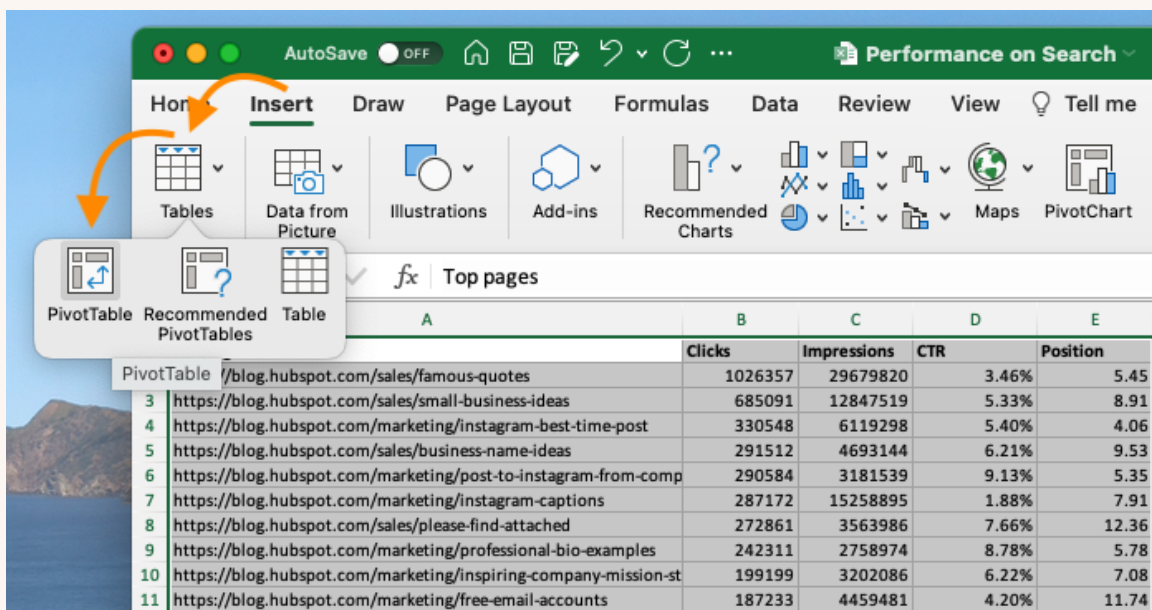 AutoSave OFF Performance on Search
Home Insert Draw Page Layout Formulas Data Review View Tell me
Tables Data from Picture Illustrations Add-ins Recommended Charts Maps PivotChart
PivotTable Recommended PivotTables Table
fx Top pages
PivotTable
A B C D E
Clicks Impressions CTR Position
//blog.hubspot.com/sales/famous-quotes 1026357 29679820 3.46% 5.45
3 https://blog.hubspot.com/sales/small-business-ideas 685091 12847519 5.33% 8.91
4 https://blog.hubspot.com/marketing/instagram-best-time-post 330548 6119298 5.40% 4.06
5 https://blog.hubspot.com/sales/business-name-ideas 291512 4693144 6.21% 9.53
6 https://blog.hubspot.com/marketing/post-to-instagram-from-comp 290584 3181539 9.13% 5.35
7 https://blog.hubspot.com/marketing/instagram-captions 287172 15258895 1.88% 7.91
8 https://blog.hubspot.com/sales/please-find-attached 272861 3563986 7.66% 12.36
9 https://blog.hubspot.com/marketing/professional-bio-examples 242311 2758974 8.78% 5.78
10 https://blog.hubspot.com/marketing/inspiring-company-mission-st 199199 3202086 6.22% 7.08
11 https://blog.hubspot.com/marketing/free-email-accounts 187233 4459481 4.20% 11.74